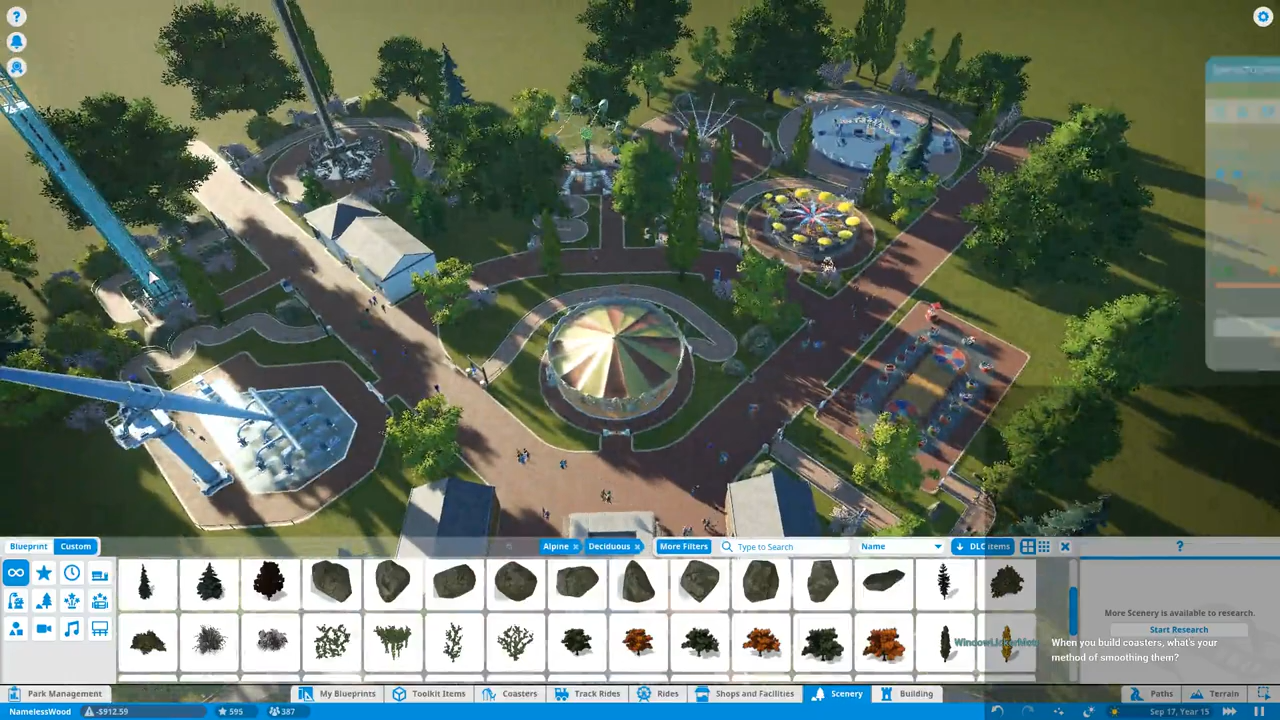 Blueprint Custom Alpine × Deciduous × More Filters Type to Search Name DLC items
More Scenery is available to research.
Start Research
When you build coasters, what's your
method of smoothing them?
Park Management My Blueprints Toolkit Items Coasters Track Rides Rides Shops and Facilities Scenery Building Paths Terrain
NamelessWood -$912.59 595 387 Sep 17, Year 15